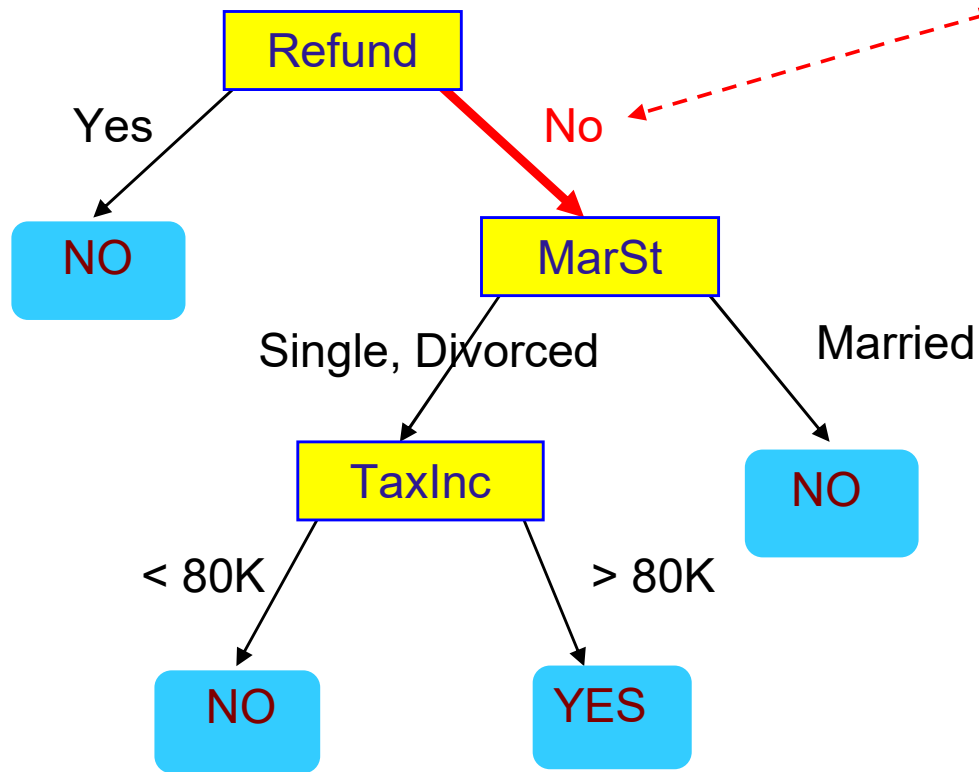 Refund
Yes
No
NO
MarSt
Single, Divorced
Married
TaxInc
NO
< 80K
> 80K
NO
YES